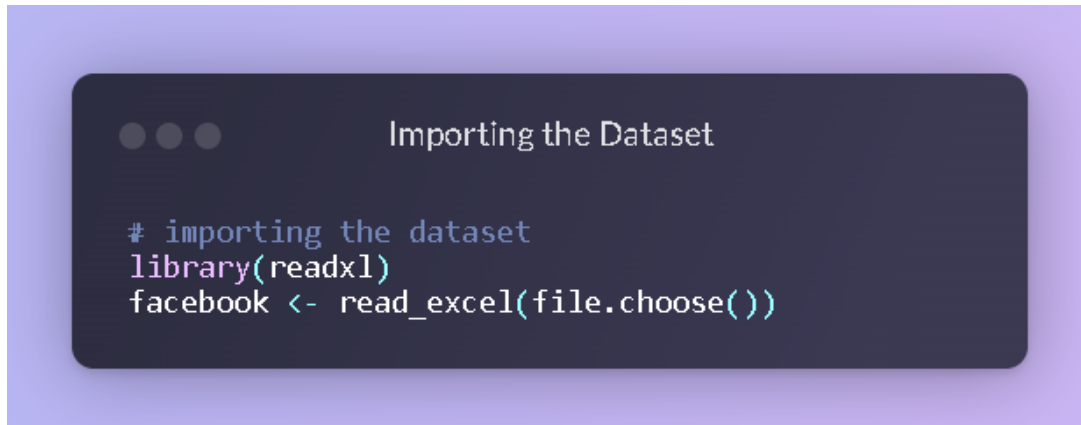 Importing the Dataset
# importing the dataset
library(readxl)
facebook <- read_excel(file.choose())